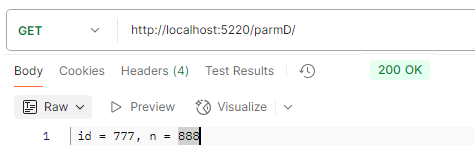 GET http://localhost:5220/parmD/
Body Cookies Headers (4) Test Results 200 OK
Raw Preview Visualize
1 id = 777, n = 888